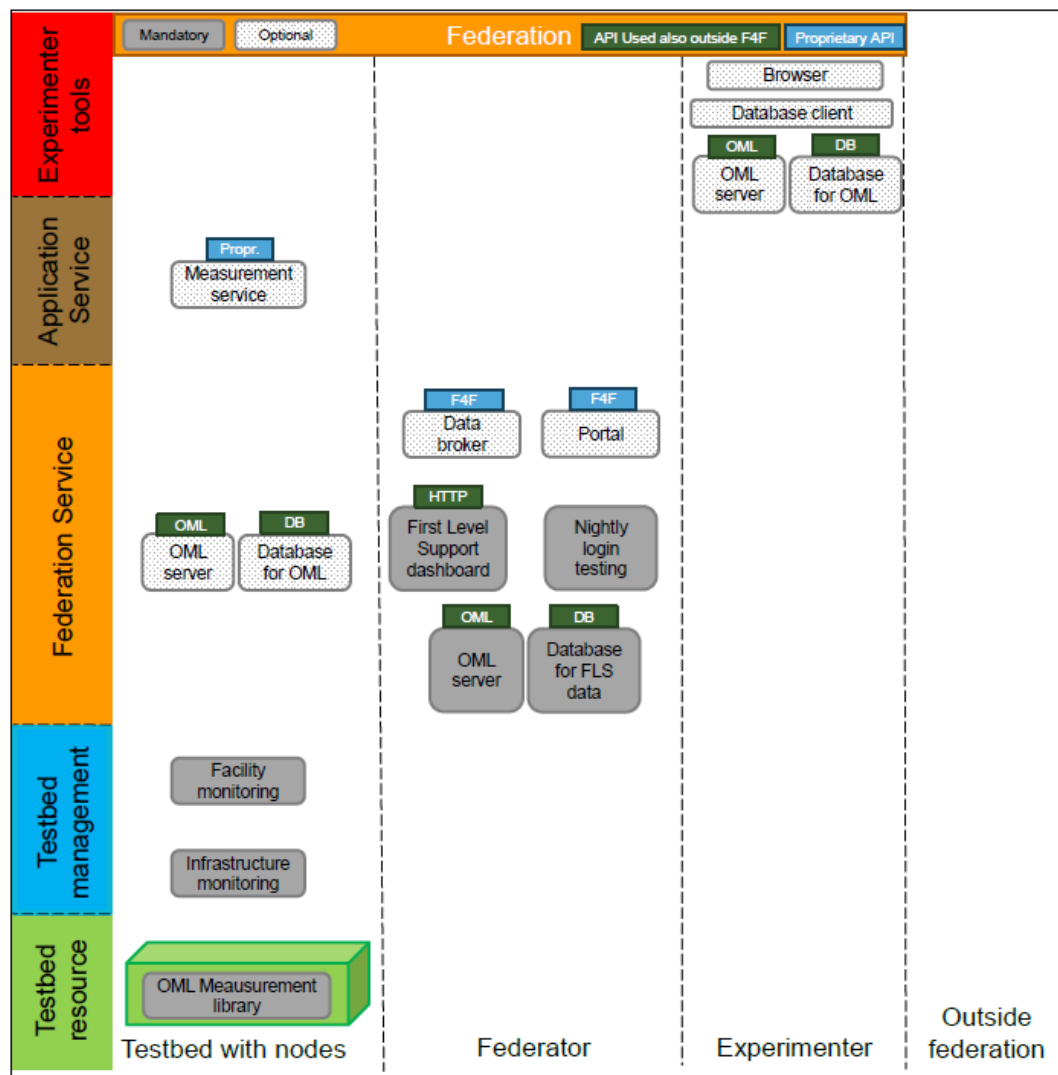 Mandatory
Optional
Federation
API Used also outside F4F
Proprietary API
Experimenter
tools
Browser
Database client
OML
DB
OML
server
Database
for OML
Application
Service
Propr.
Measurement
service
Federation Service
F4F
F4F
Data
broker
Portal
HTTP
First Level
Support
dashboard
Nightly
login
testing
OML
DB
OML
server
Database
for OML
OML
DB
OML
server
Database
for FLS
data
Testbed
management
Facility
monitoring
Infrastructure
monitoring
Testbed
resource
OML Meausurement
library
Testbed with nodes
Federator
Experimenter
Outside
federation